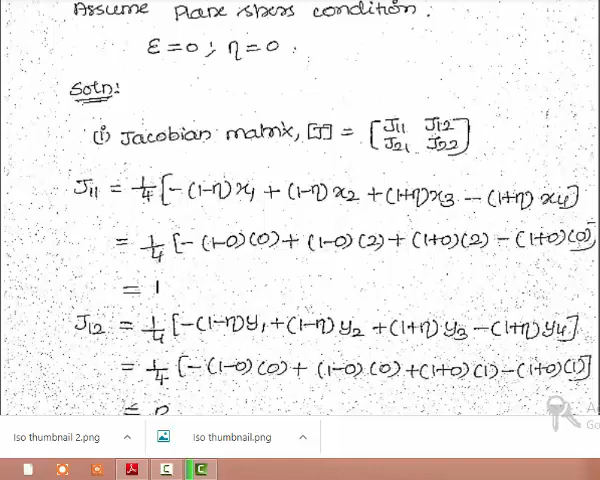 Assume Plane stress condition.
ε=0; η=0.
Soln:
(i) Jacobian matrix, [J] = [J11 J12
J21 J22]
J11 = 1/4 [-(1-η)x1 + (1-η)x2 + (1+η)x3 - (1+η)x4]
= 1/4 [-(1-0)(0) + (1-0)(2) + (1+0)(2) - (1+0)(0)]
= 1
J12 = 1/4 [-(1-η)y1 + (1-η)y2 + (1+η)y3 - (1+η)y4]
= 1/4 [-(1-0)(0) + (1-0)(0) + (1+0)(1) - (1+0)(1)]
Iso thumbnail 2.png
Iso thumbnail.png